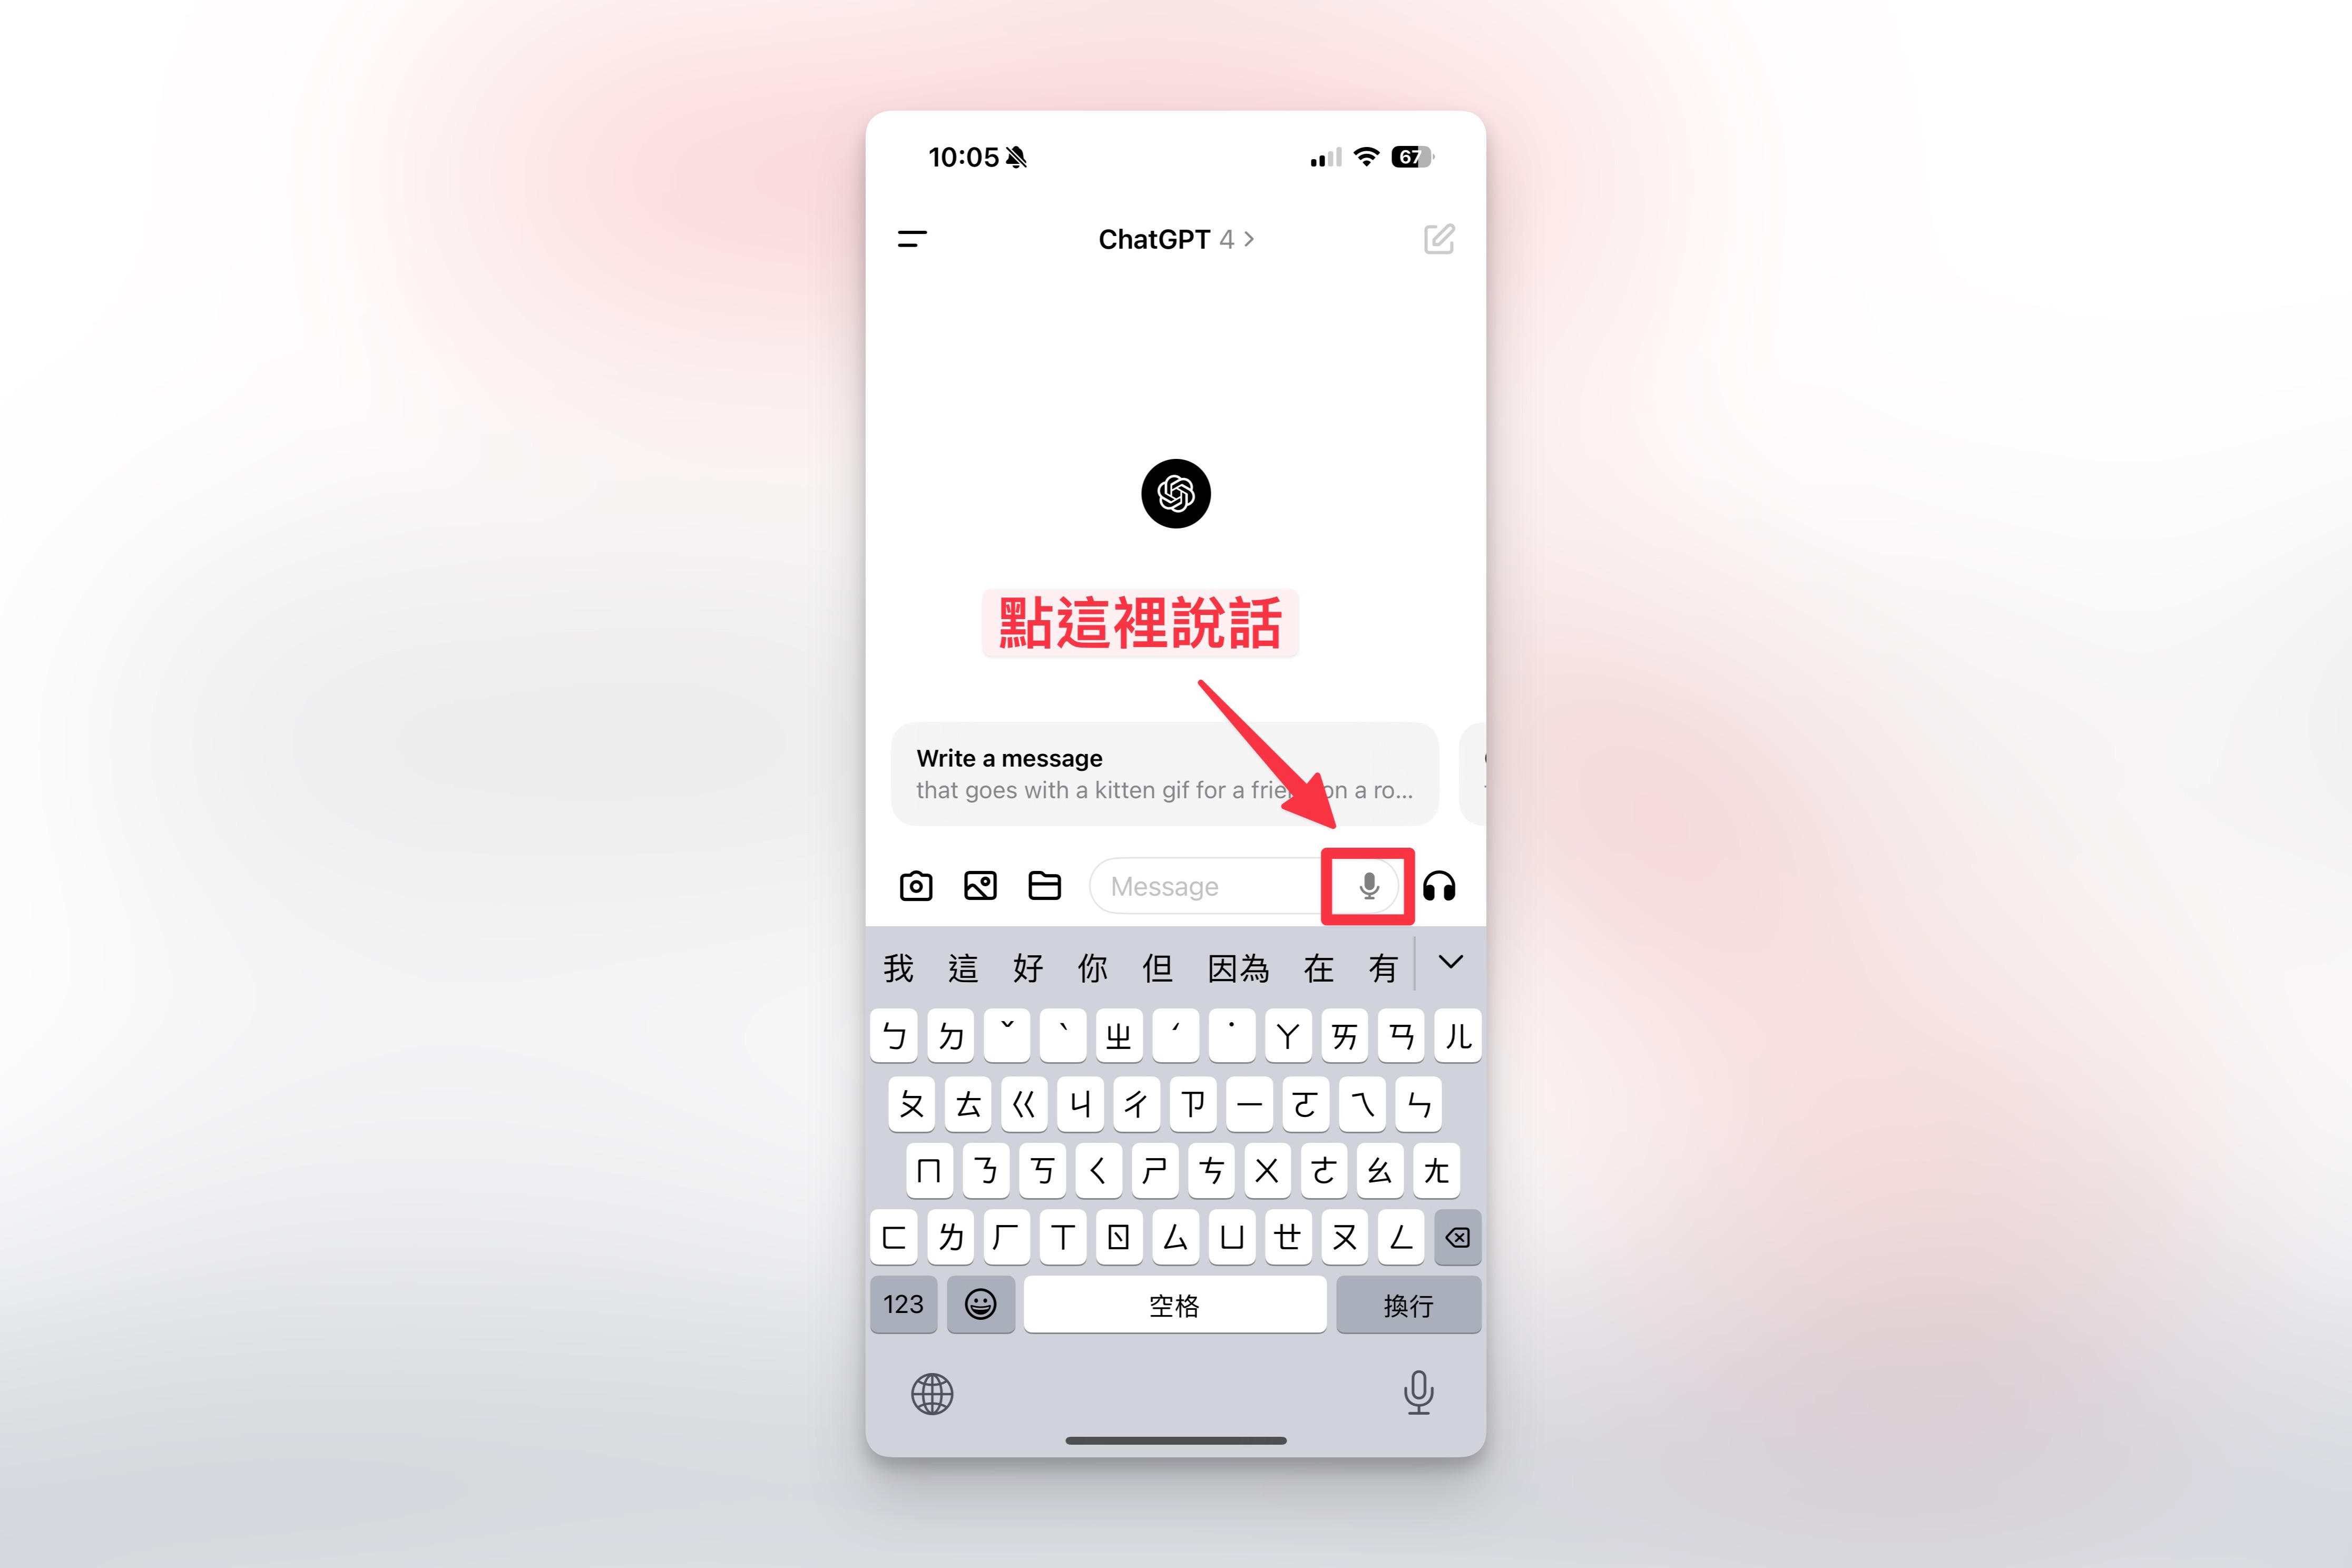 10:05
67
ChatGPT 4
點這裡說話
Write a message
that goes with a kitten gif for a frie on a ro...
Message
我 這 好 你 但 因為 在 有
ㄅ ㄉ ˇ ˋ ㄓ ˊ ˙ ㄚ ㄞ ㄢ ㄦ
ㄆ ㄊ ㄍ ㄐ ㄔ ㄗ ㄧ ㄛ ㄟ ㄣ
ㄇ ㄋ ㄎ ㄑ ㄕ ㄘ ㄨ ㄜ ㄠ ㄤ
ㄈ ㄌ ㄏ ㄒ ㄖ ㄙ ㄩ ㄝ ㄡ ㄥ
123 空格 換行